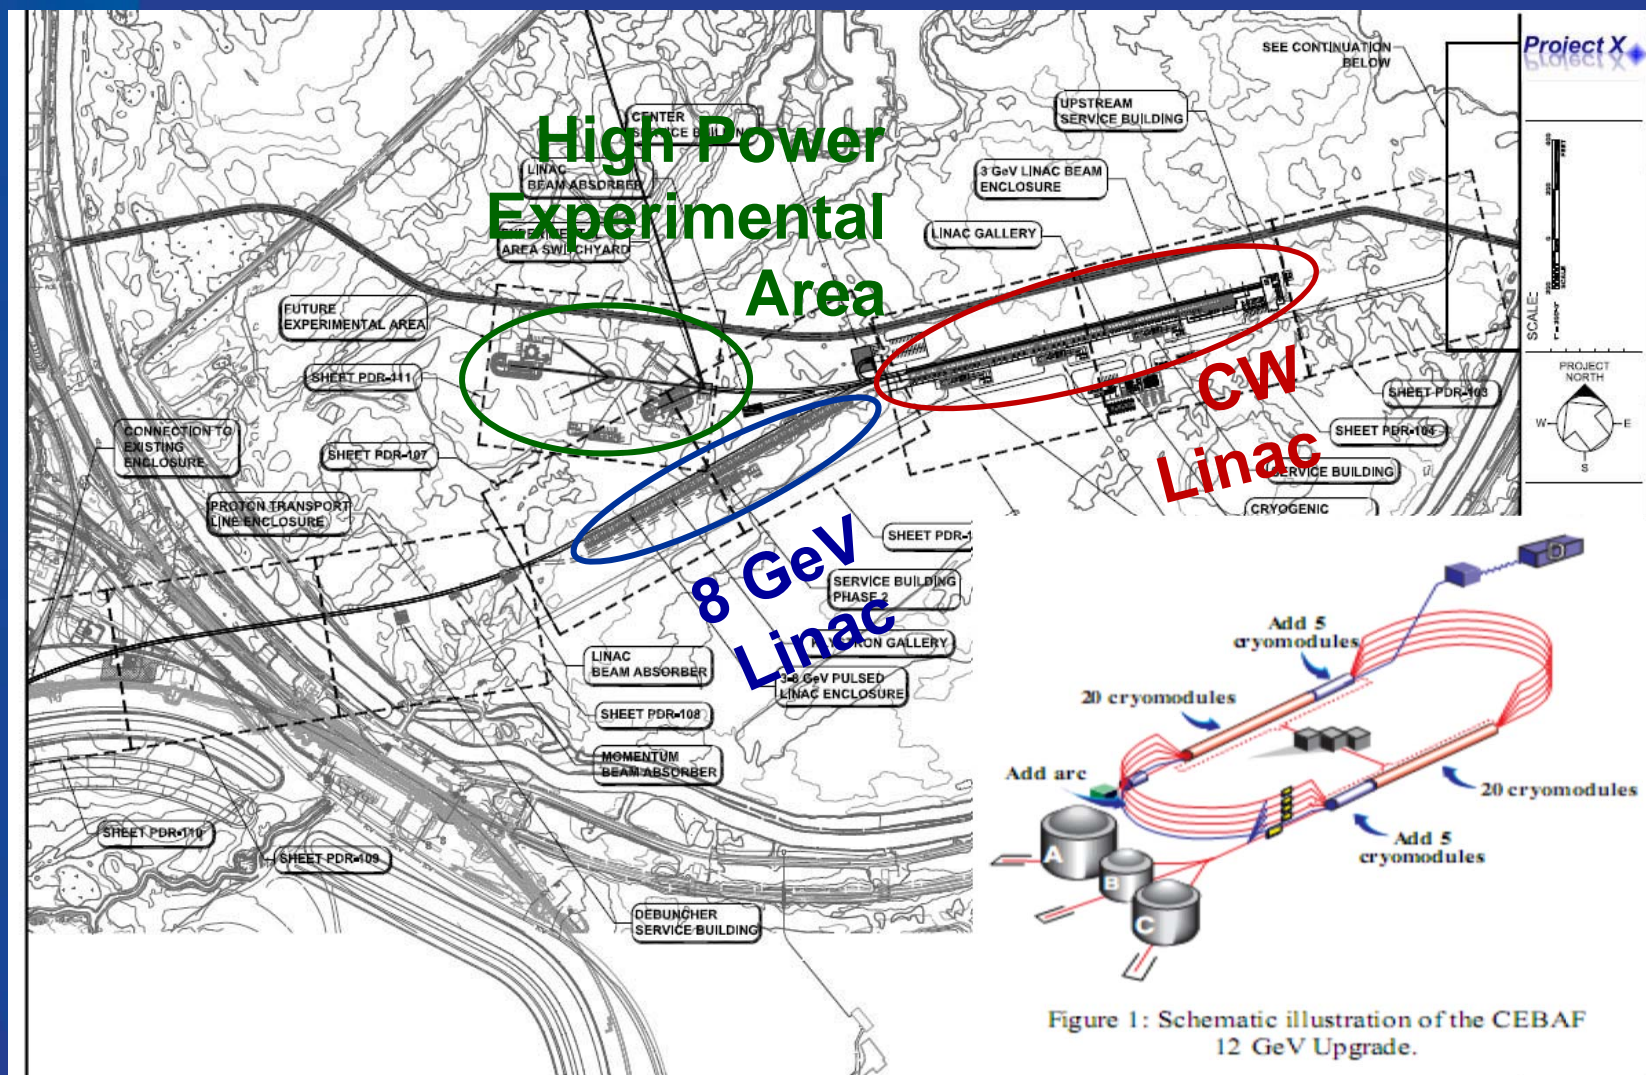 Project X
SEE CONTINUATION
BELOW
UPSTREAM
SERVICE BUILDING
CENTER
High Power
LINAC
BEAM ABSORBER
3 GeV LINAC BEAM
ENCLOSURE
Experimental
AREA SWITCHYARD
LINAC GALLERY
Area
FUTURE
EXPERIMENTAL AREA
SCALE:
PROJECT
NORTH
W
E
S
SHEET PDR-111
CW
Linac
SHEET PDR-103
SHEET PDR-104
SERVICE BUILDING
CRYOGENIC
CONNECTION TO
EXISTING
ENCLOSURE
SHEET PDR-107
PROTON TRANSPORT
LINE ENCLOSURE
SHEET PDR-1
8 GeV
Linac
SERVICE BUILDING
PHASE 2
GALLERY
LINAC
BEAM ABSORBER
3-8 GeV PULSED
LINAC ENCLOSURE
SHEET PDR-108
MOMENTUM
BEAM ABSORBER
SHEET PDR-110
SHEET PDR-109
DEBUNCHER
SERVICE BUILDING
D
Add 5
cryomodules
20 cryomodules
Add arc
20 cryomodules
Add 5
cryomodules
A
B
C
Figure 1: Schematic illustration of the CEBAF
12 GeV Upgrade.